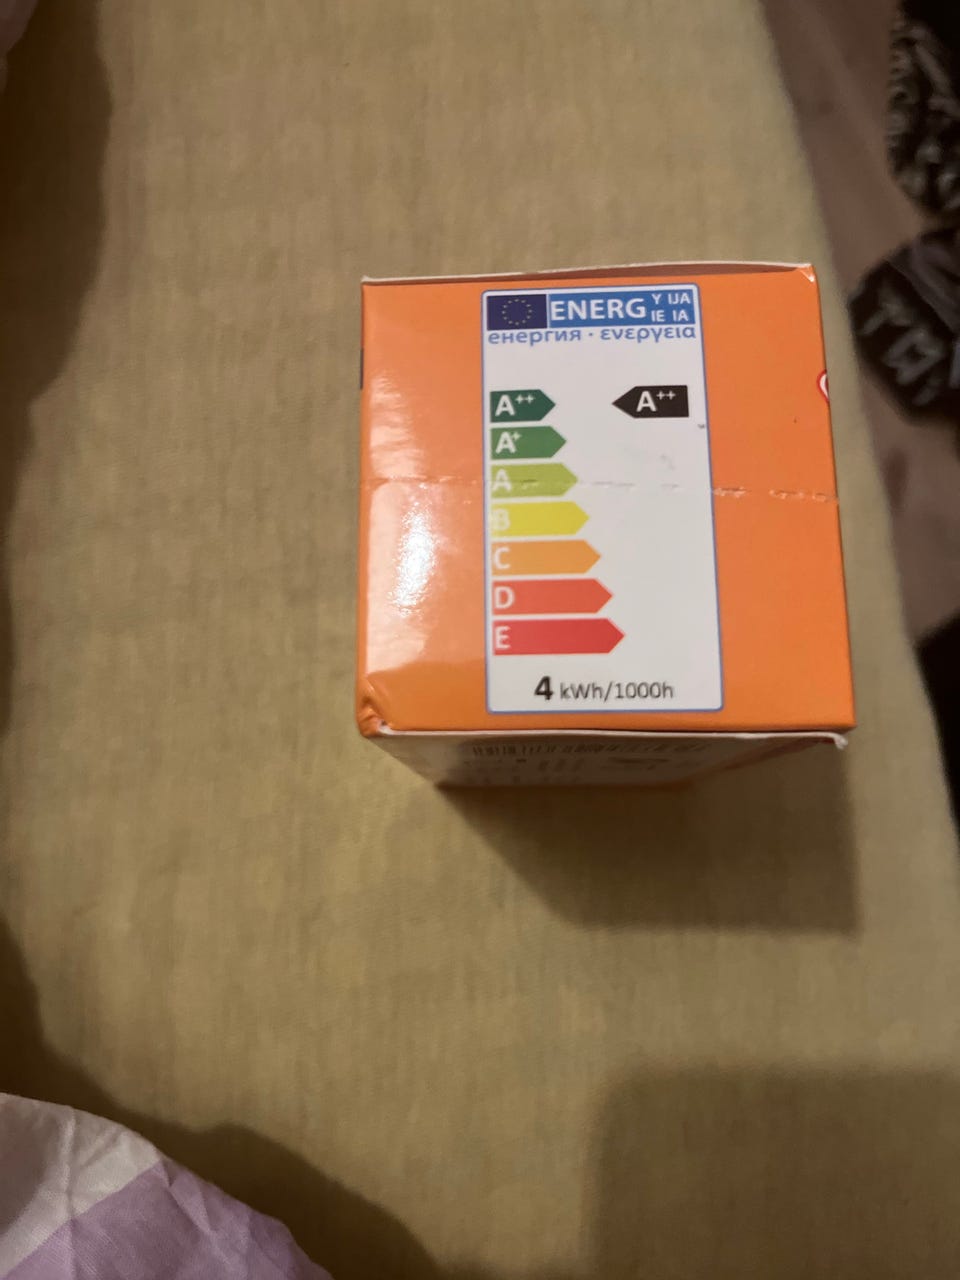 ENERG Y IJA
IE IA
енергия · ενεργεια
A++ A++
A+
A
B
C
D
E
4 kWh/1000h